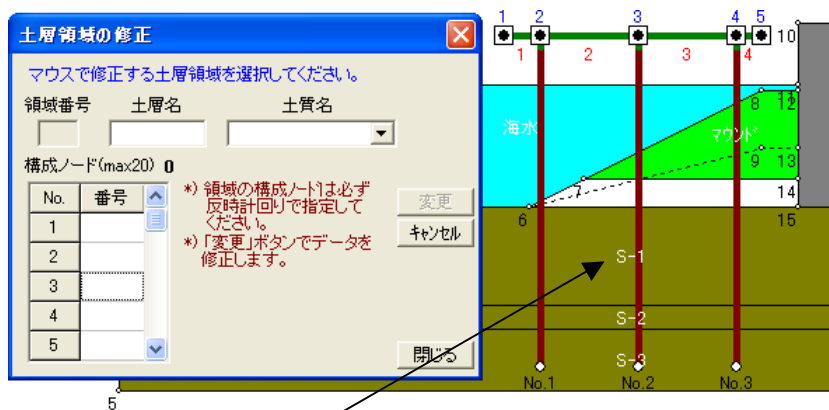 土層領域の修正
マウスで修正する土層領域を選択してください。
領域番号 土層名 土質名
構成ノード(max20) 0
No. 番号
1
2
3
4
5
*) 領域の構成ノードは必ず
反時計回りで指定して
ください。
*)「変更」ボタンでデータを
修正します。
変更
キャンセル
閉じる
1 2 3 4 5
1 2 3 4
10
海水
マウンド
8
9 13
7 14
6 15
S-1
S-2
S-3
No.1 No.2 No.3
5